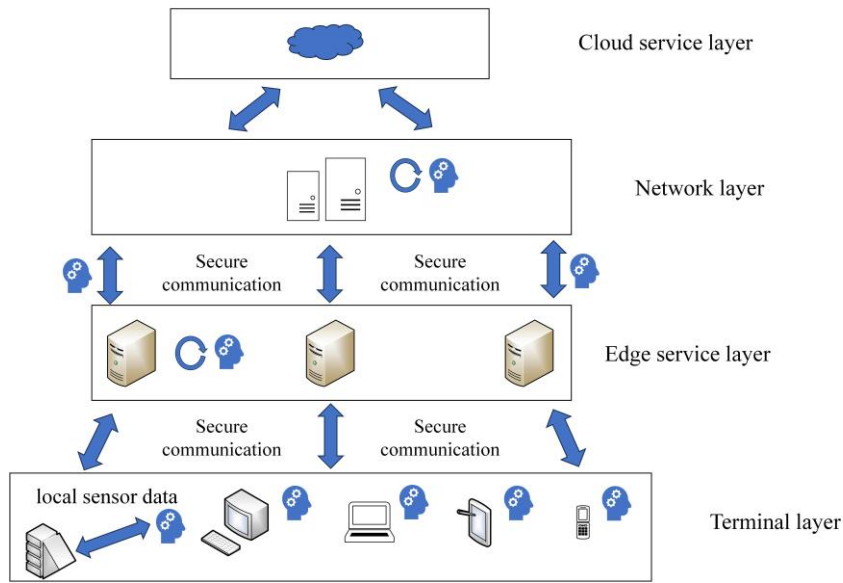 Cloud service layer
Network layer
Secure
communication
Secure
communication
Edge service layer
Secure
communication
Secure
communication
local sensor data
Terminal layer